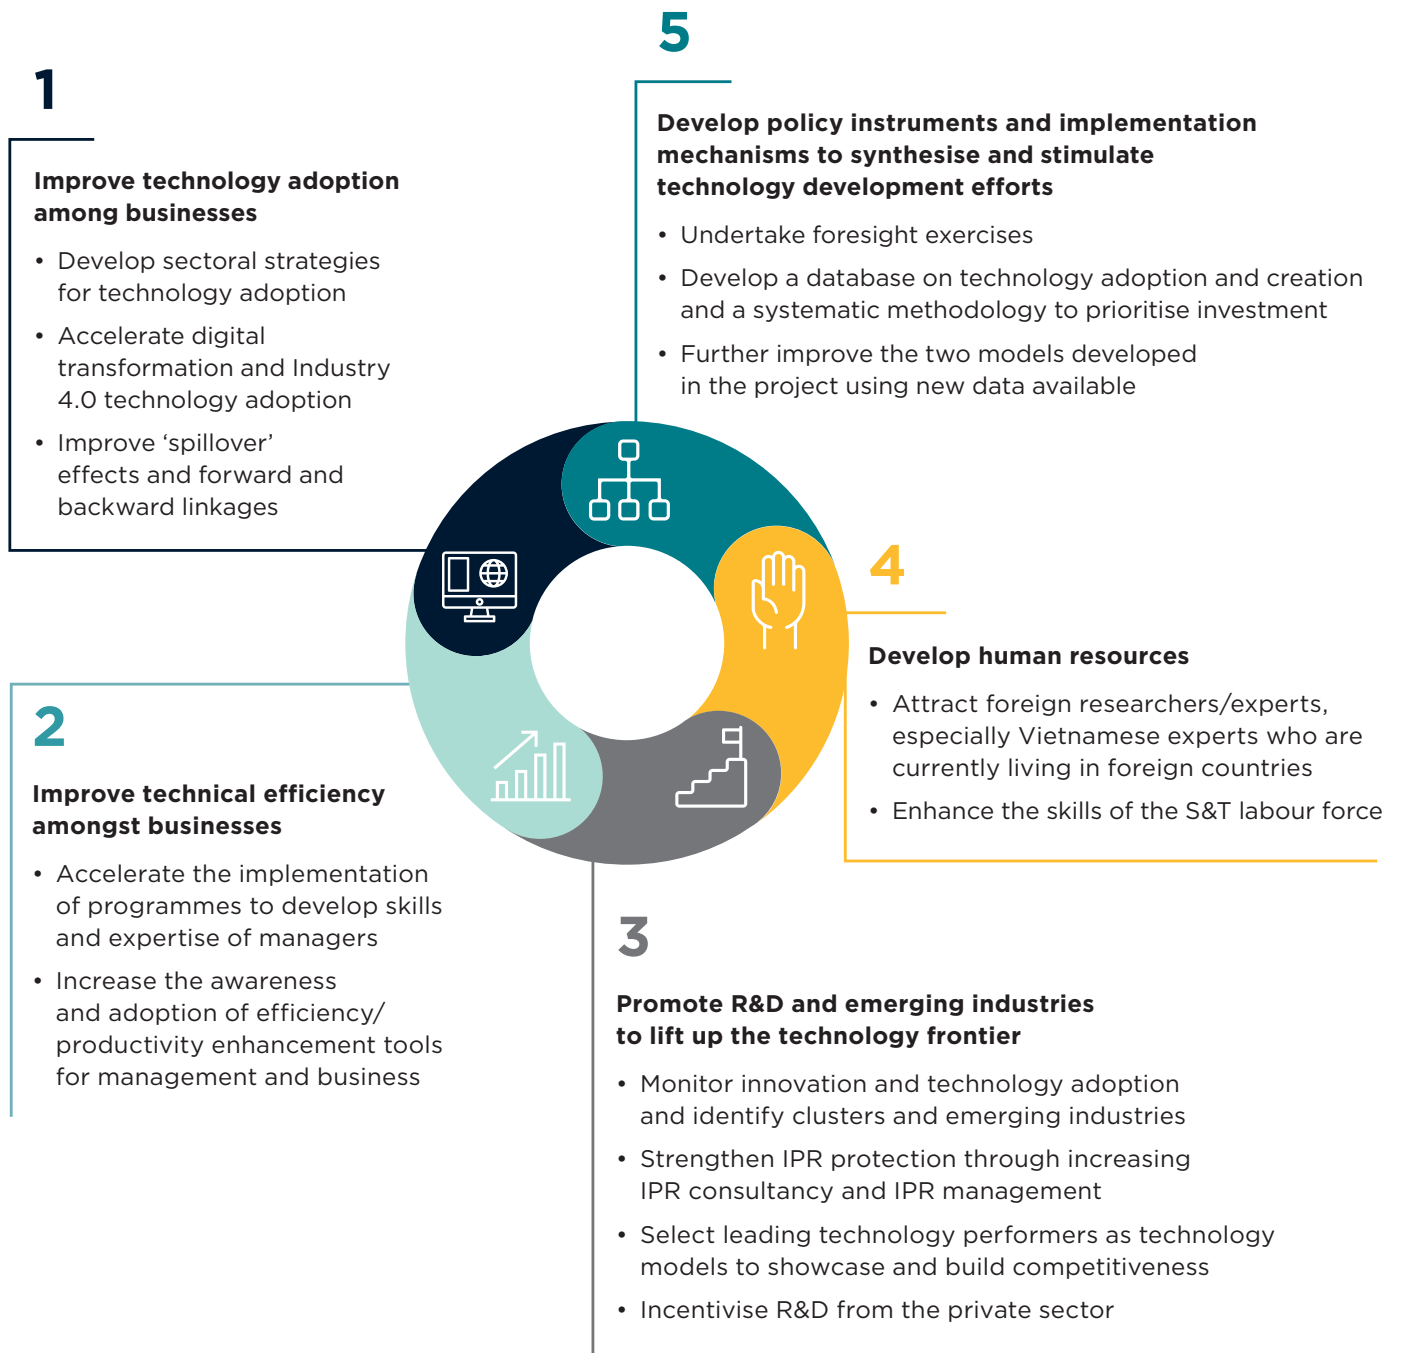 1
Improve technology adoption
among businesses
• Develop sectoral strategies
for technology adoption
• Accelerate digital
transformation and Industry
4.0 technology adoption
• Improve ‘spillover’
effects and forward and
backward linkages
2
Improve technical efficiency
amongst businesses
• Accelerate the implementation
of programmes to develop skills
and expertise of managers
• Increase the awareness
and adoption of efficiency/
productivity enhancement tools
for management and business
3
Promote R&D and emerging industries
to lift up the technology frontier
• Monitor innovation and technology adoption
and identify clusters and emerging industries
• Strengthen IPR protection through increasing
IPR consultancy and IPR management
• Select leading technology performers as technology
models to showcase and build competitiveness
• Incentivise R&D from the private sector
4
Develop human resources
• Attract foreign researchers/experts,
especially Vietnamese experts who are
currently living in foreign countries
• Enhance the skills of the S&T labour force
5
Develop policy instruments and implementation
mechanisms to synthesise and stimulate
technology development efforts
• Undertake foresight exercises
• Develop a database on technology adoption and creation
and a systematic methodology to prioritise investment
• Further improve the two models developed
in the project using new data available